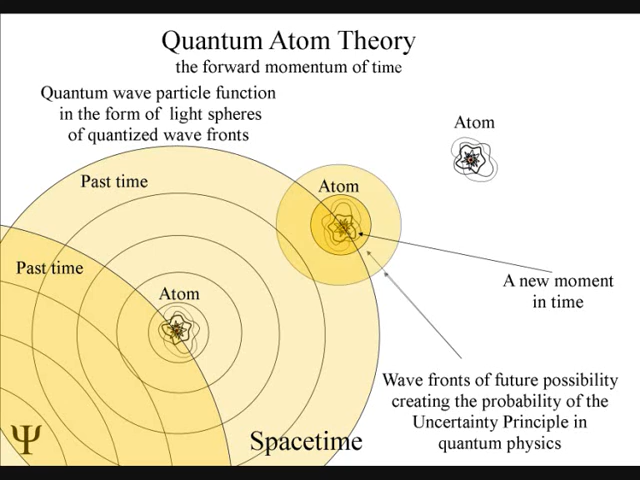 Quantum Atom Theory
the forward momentum of time
Quantum wave particle function
in the form of light spheres
of quantized wave fronts
Atom
Past time
Atom
Past time
Atom
A new moment
in time
Wave fronts of future possibility
creating the probability of the
Uncertainty Principle in
quantum physics
Spacetime
Ψ